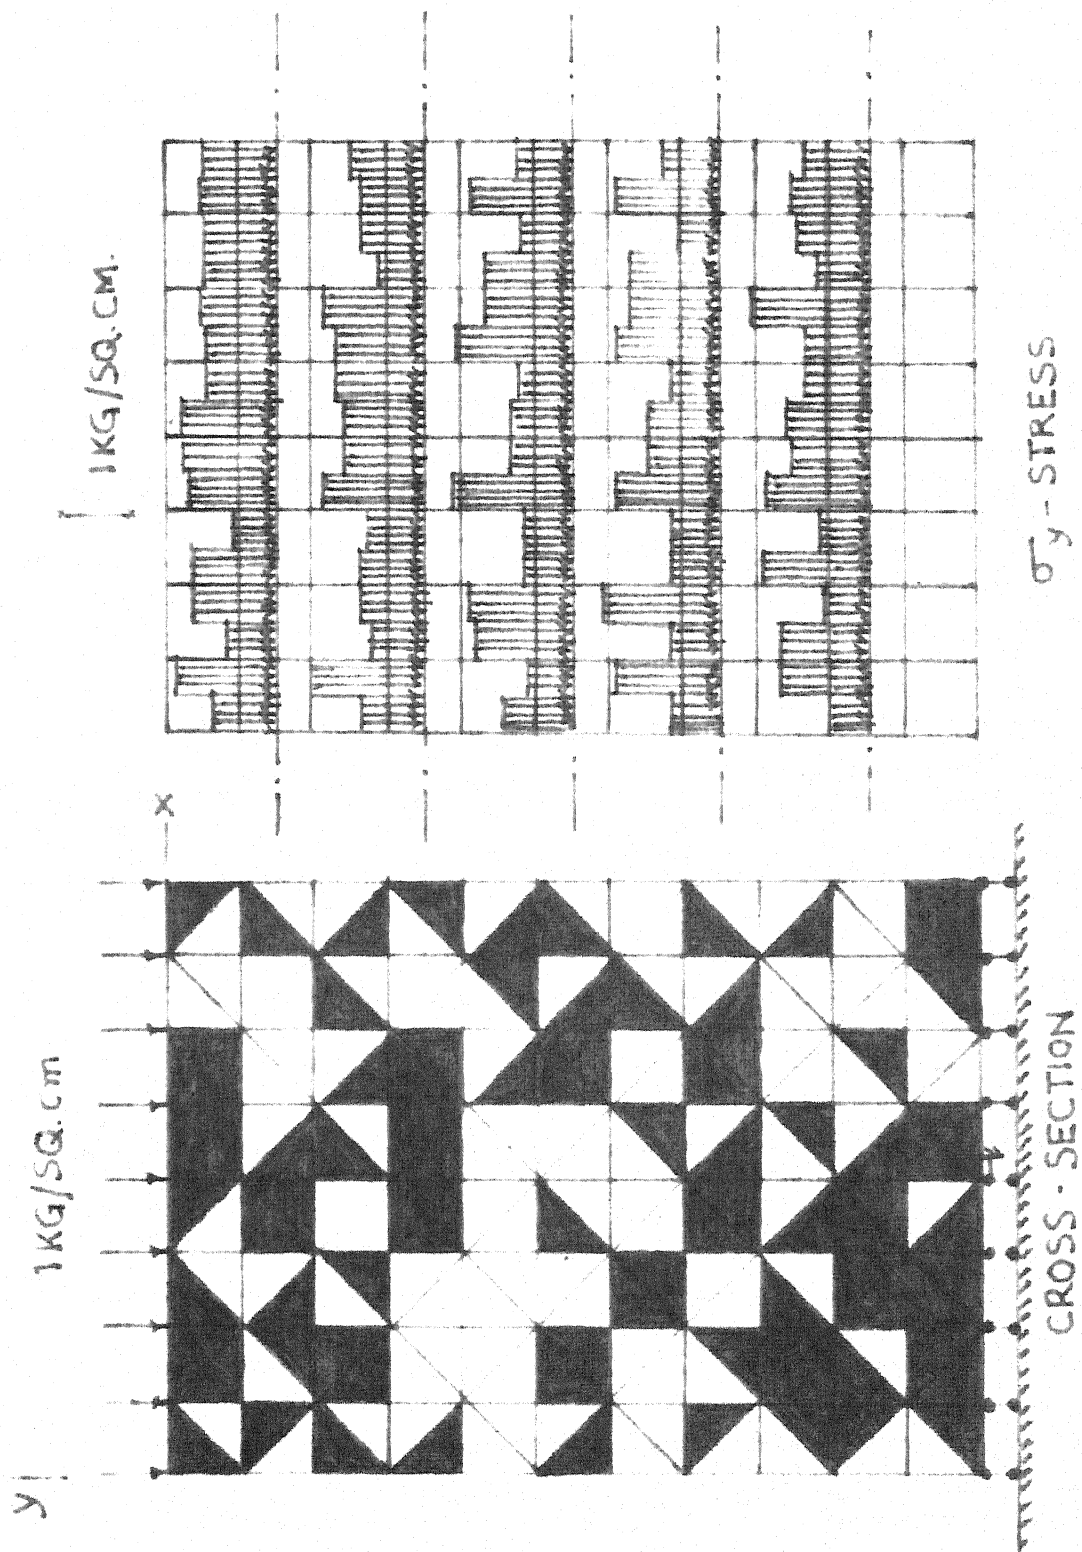 1KG/SQ.CM.
σy - STRESS
x
1KG/SQ.cm
y
CROSS - SECTION